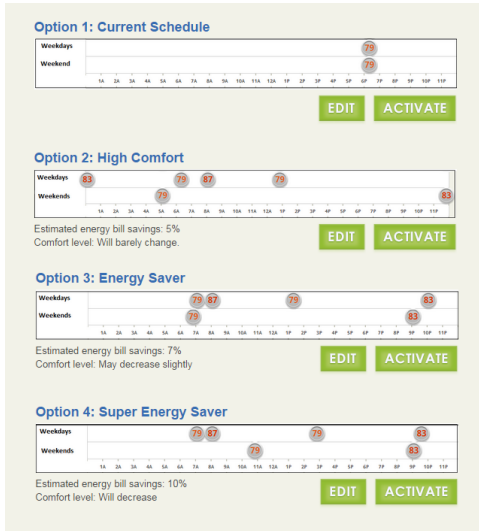 Option 1: Current Schedule
Weekdays 79
Weekend 79
1A 2A 3A 4A 5A 6A 7A 8A 9A 10A 11A 12A 1P 2P 3P 4P 5P 6P 7P 8P 9P 10P 11P
EDIT ACTIVATE
Option 2: High Comfort
Weekdays 83 79 87 79
Weekends 79 83
1A 2A 3A 4A 5A 6A 7A 8A 9A 10A 11A 12A 1P 2P 3P 4P 5P 6P 7P 8P 9P 10P 11P
Estimated energy bill savings: 5%
Comfort level: Will barely change.
EDIT ACTIVATE
Option 3: Energy Saver
Weekdays 79 87 79 83
Weekends 79 83
1A 2A 3A 4A 5A 6A 7A 8A 9A 10A 11A 12A 1P 2P 3P 4P 5P 6P 7P 8P 9P 10P 11P
Estimated energy bill savings: 7%
Comfort level: May decrease slightly
EDIT ACTIVATE
Option 4: Super Energy Saver
Weekdays 79 87 79 83
Weekends 79 83
1A 2A 3A 4A 5A 6A 7A 8A 9A 10A 11A 12A 1P 2P 3P 4P 5P 6P 7P 8P 9P 10P 11P
Estimated energy bill savings: 10%
Comfort level: Will decrease
EDIT ACTIVATE